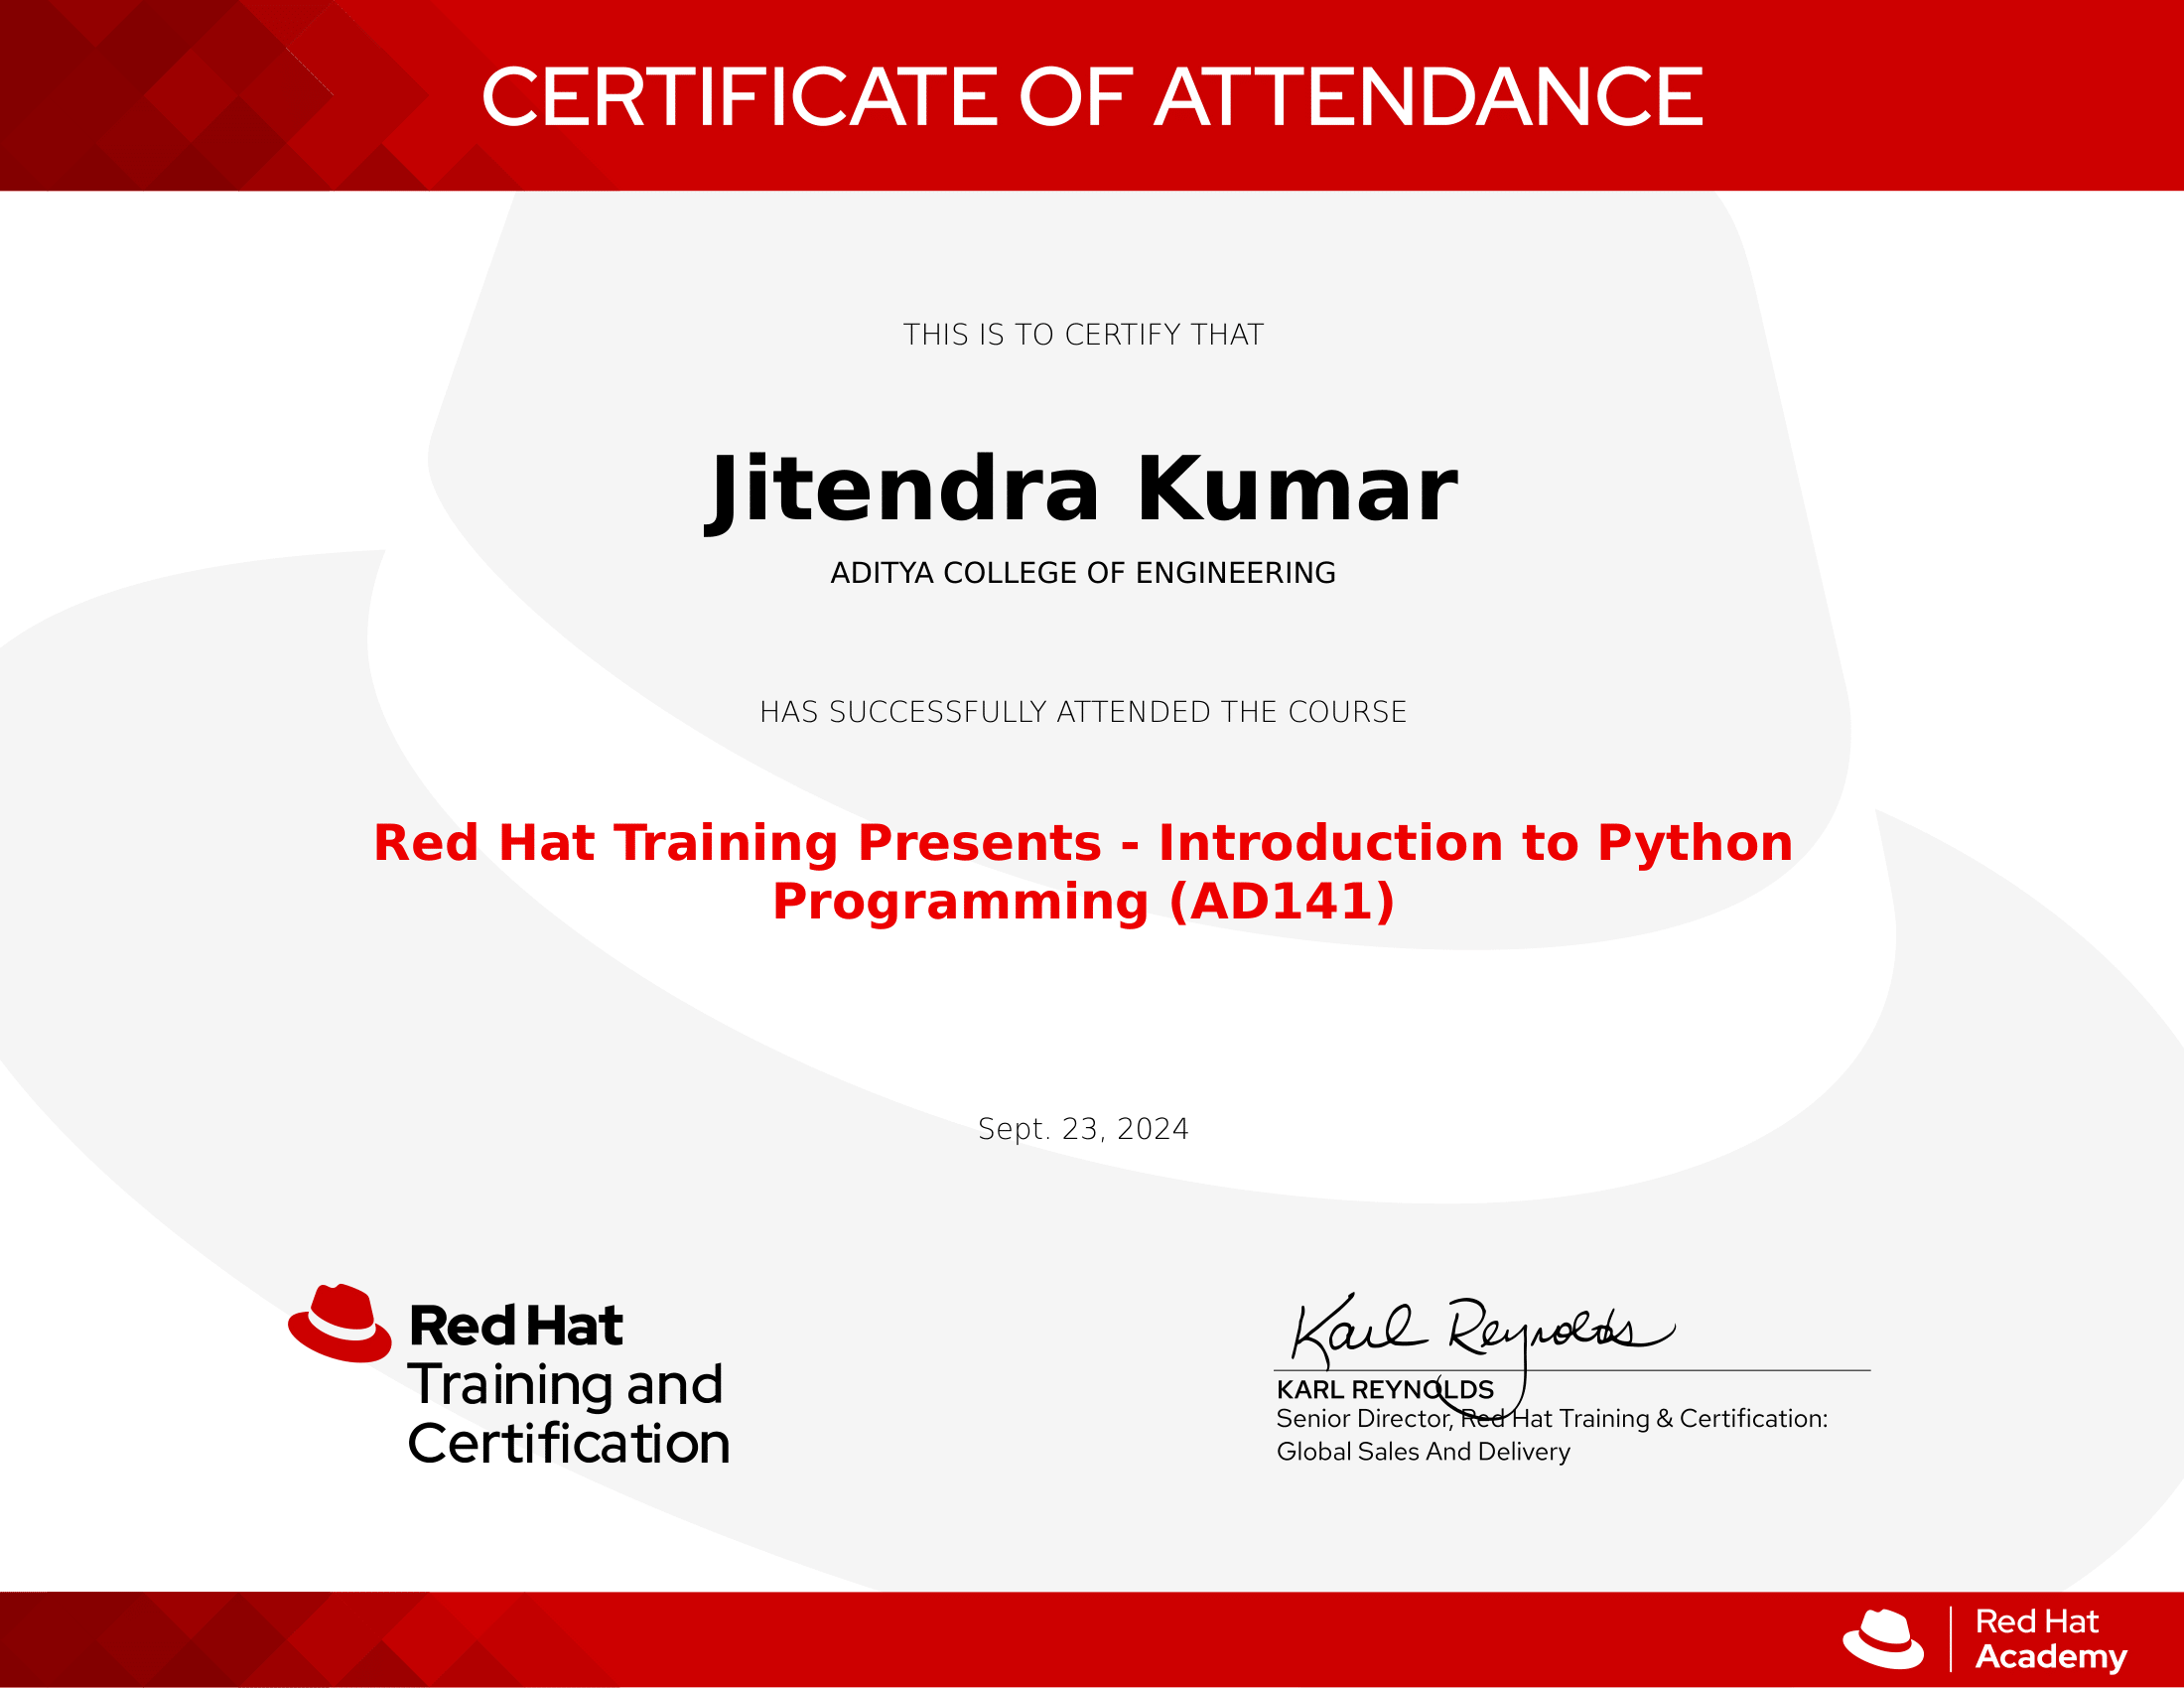 CERTIFICATE OF ATTENDANCE
THIS IS TO CERTIFY THAT
Jitendra Kumar
ADITYA COLLEGE OF ENGINEERING
HAS SUCCESSFULLY ATTENDED THE COURSE
Red Hat Training Presents - Introduction to Python
Programming (AD141)
Sept. 23, 2024
Red Hat
Training and
Certification
Karl Reynolds
KARL REYNOLDS
Senior Director, Red Hat Training & Certification:
Global Sales And Delivery
Red Hat
Academy